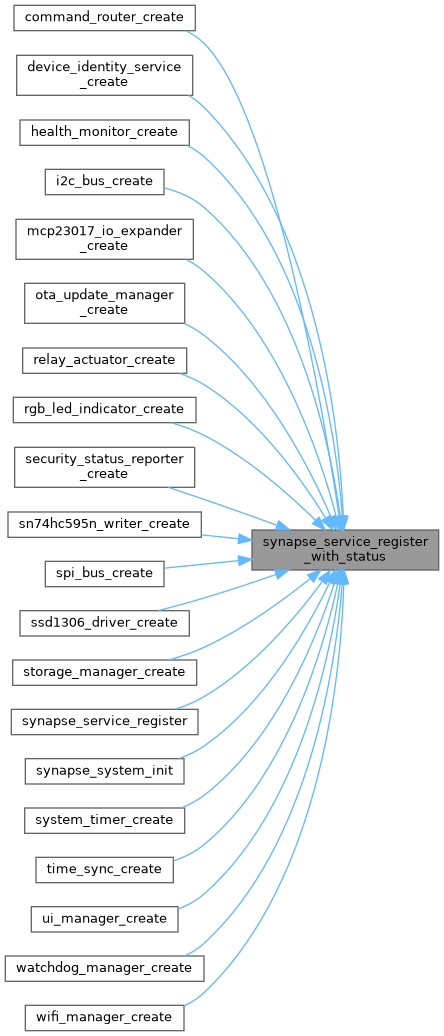 command_router_create
device_identity_service
_create
health_monitor_create
i2c_bus_create
mcp23017_io_expander
_create
ota_update_manager
_create
relay_actuator_create
rgb_led_indicator_create
security_status_reporter
_create
sn74hc595n_writer_create
synapse_service_register
_with_status
spi_bus_create
ssd1306_driver_create
storage_manager_create
synapse_service_register
synapse_system_init
system_timer_create
time_sync_create
ui_manager_create
watchdog_manager_create
wifi_manager_create